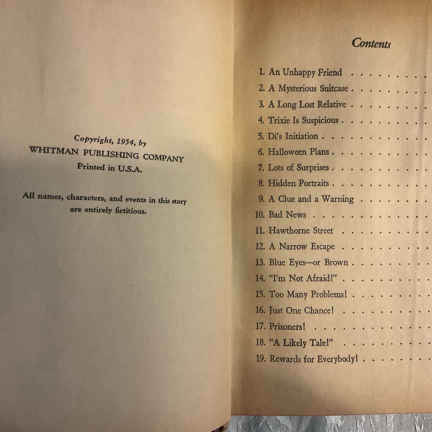 Copyright, 1954, by
WHITMAN PUBLISHING COMPANY
Printed in U.S.A.
All names, characters, and events in this story
are entirely fictitious.
Contents
1. An Unhappy Friend . . . . . . .
2. A Mysterious Suitcase . . . . . . .
3. A Long Lost Relative . . . . . . .
4. Trixie Is Suspicious . . . . . . . .
5. Di's Initiation . . . . . . . . .
6. Halloween Plans . . . . . . . . .
7. Lots of Surprises . . . . . . . . .
8. Hidden Portraits . . . . . . . . .
9. A Clue and a Warning . . . . . .
10. Bad News . . . . . . . . . .
11. Hawthorne Street . . . . . . . .
12. A Narrow Escape . . . . . . . .
13. Blue Eyes—or Brown . . . . . . .
14. "I'm Not Afraid!" . . . . . . . .
15. Too Many Problems! . . . . . . .
16. Just One Chance! . . . . . . . .
17. Prisoners! . . . . . . . . . .
18. "A Likely Tale!" . . . . . . . .
19. Rewards for Everybody! . . . . . .